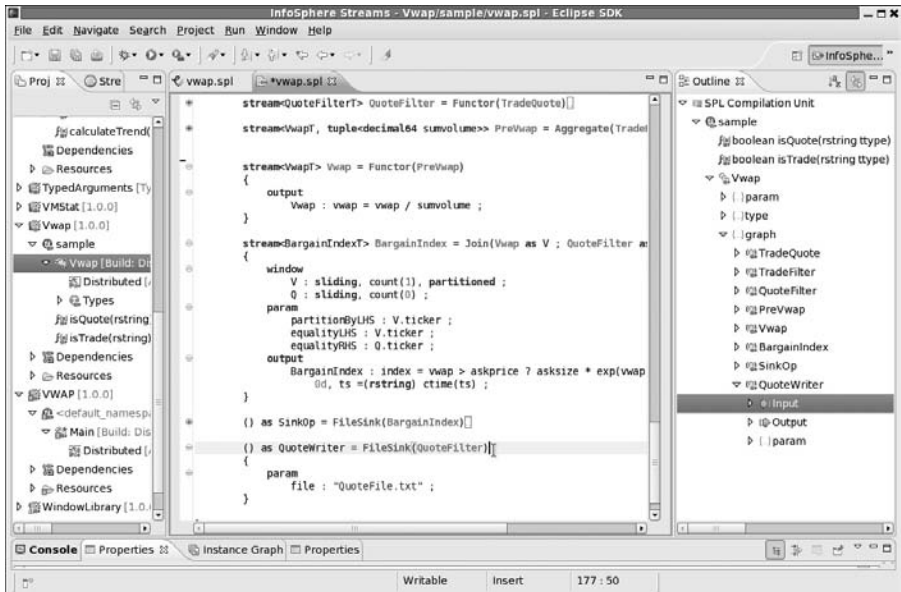 InfoSphere Streams - Vwap/sample/vwap.spl - Eclipse SDK
File Edit Navigate Search Project Run Window Help
InfoSphe... "
Proj Stre
calculateTrend(
Dependencies
Resources
TypedArguments [Ty
VMStat [1.0.0]
Vwap [1.0.0]
sample
Vwap [Build: Dis
Distributed [
Types
isQuote(rstring
isTrade(rstring)
Dependencies
Resources
VWAP [1.0.0]
<default_namespa
Main [Build: Dis
Distributed [
Dependencies
Resources
WindowLibrary [1.0.
vwap.spl *vwap.spl
stream<QuoteFilterT> QuoteFilter = Functor(TradeQuote)
stream<VwapT, tuple<decimal64 sumvolume>> PreVwap = Aggregate(Trade
stream<VwapT> Vwap = Functor(PreVwap)
{
output
Vwap : vwap = vwap / sumvolume ;
}
stream<BargainIndexT> BargainIndex = Join(Vwap as V ; QuoteFilter as
{
window
V : sliding, count(1), partitioned ;
Q : sliding, count(0) ;
param
partitionByLHS : V.ticker ;
equalityLHS : V.ticker ;
equalityRHS : Q.ticker ;
output
BargainIndex : index = vwap > askprice ? asksize * exp(vwap
0d, ts =(rstring) ctime(ts) ;
}
() as SinkOp = FileSink(BargainIndex)
() as QuoteWriter = FileSink(QuoteFilter)
{
param
file : "QuoteFile.txt" ;
}
Outline
SPL Compilation Unit
sample
boolean isQuote(rstring ttype)
boolean isTrade(rstring ttype)
Vwap
param
type
graph
TradeQuote
TradeFilter
QuoteFilter
PreVwap
Vwap
BargainIndex
SinkOp
QuoteWriter
Input
Output
param
Console Properties Instance Graph Properties
Writable Insert 177 : 50